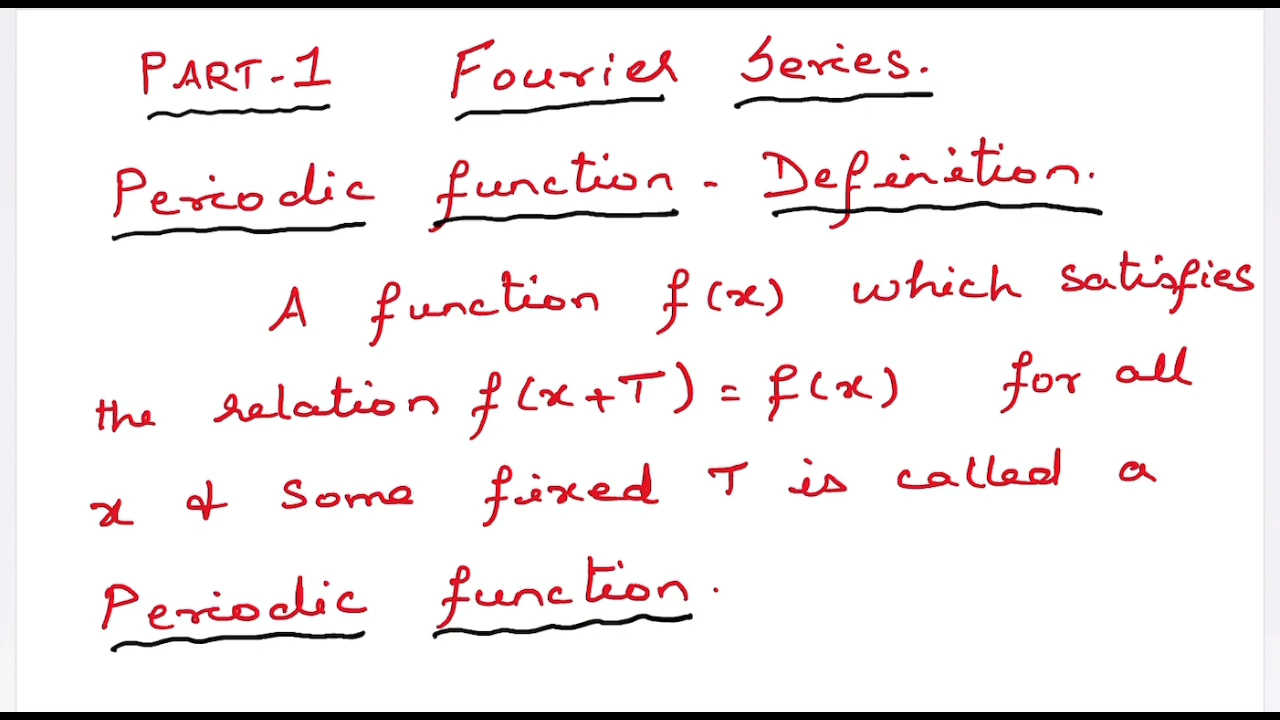 PART-1 Fourier Series.
Periodic function - Definition.
A function f(x) which satisfies
the relation f(x+T) = f(x) for all
x & some fixed T is called a
Periodic function.